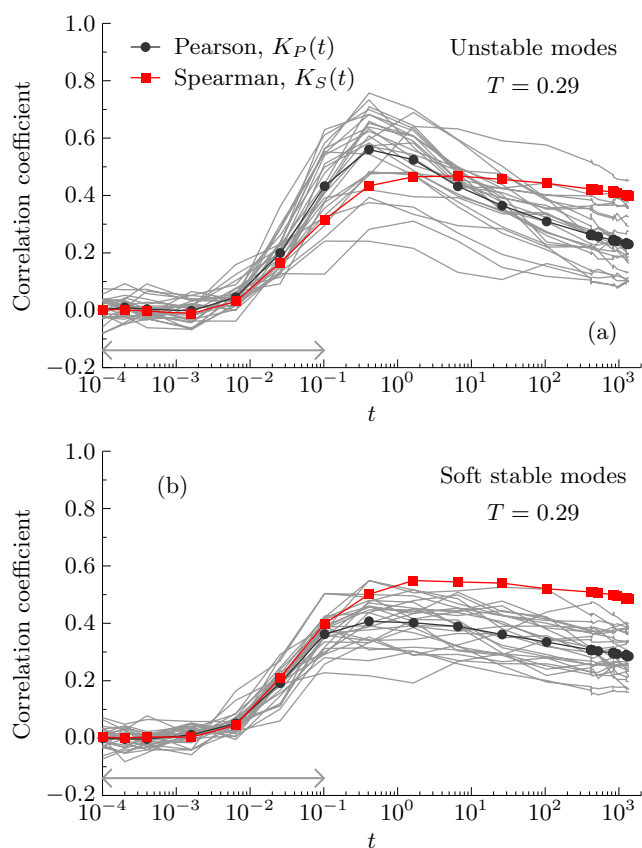 1.0
0.8
0.6
0.4
0.2
0.0
−0.2
Correlation coefficient
Pearson, K_P(t)
Spearman, K_S(t)
Unstable modes
T = 0.29
(a)
10^−4 10^−3 10^−2 10^−1 10^0 10^1 10^2 10^3
t
1.0
0.8
0.6
0.4
0.2
0.0
−0.2
Correlation coefficient
(b)
Soft stable modes
T = 0.29
10^−4 10^−3 10^−2 10^−1 10^0 10^1 10^2 10^3
t